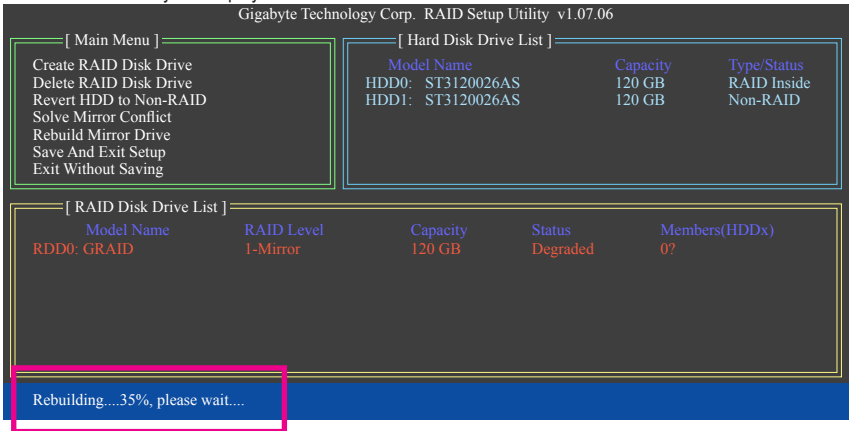 Gigabyte Technology Corp. RAID Setup Utility v1.07.06
[ Main Menu ]
Create RAID Disk Drive
Delete RAID Disk Drive
Revert HDD to Non-RAID
Solve Mirror Conflict
Rebuild Mirror Drive
Save And Exit Setup
Exit Without Saving
[ Hard Disk Drive List ]
Model Name Capacity Type/Status
HDD0: ST3120026AS 120 GB RAID Inside
HDD1: ST3120026AS 120 GB Non-RAID
[ RAID Disk Drive List ]
Model Name RAID Level Capacity Status Members(HDDx)
RDD0: GRAID 1-Mirror 120 GB Degraded 0?
Rebuilding....35%, please wait....